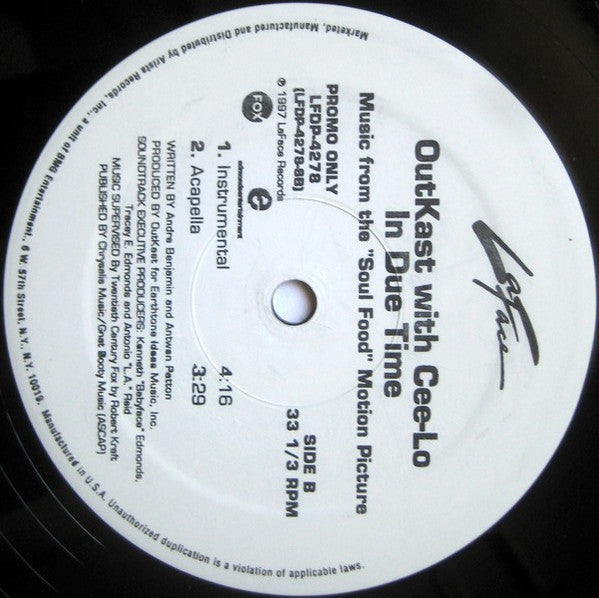 LaFace
OutKast with Cee-Lo
In Due Time
Music from the "Soul Food" Motion Picture
PROMO ONLY
LFDP-4278
(LFDP-4278-SB)
℗ 1997 LaFace Records
FOX
e
edmondsentertainment
SIDE B
33 1/3 RPM
1. Instrumental 4:16
2. Acapella 3:29
WRITTEN BY Andre Benjamin and Antwan Patton
PRODUCED BY OutKast for Earthtone Ideas Music, Inc.
SOUNDTRACK EXECUTIVE PRODUCERS: Kenneth "Babyface" Edmonds,
Tracey E. Edmonds and Antonio "L.A." Reid
MUSIC SUPERVISED BY Twentieth Century Fox by Robert Kraft
PUBLISHED BY Chrysalis Music/Gnat Booty Music (ASCAP)
Marketed, Manufactured and Distributed by Arista Records, Inc., a unit of BMG Entertainment, 6 W. 57th Street, N.Y., N.Y. 10019. Manufactured in U.S.A. Unauthorized duplication is a violation of applicable laws.